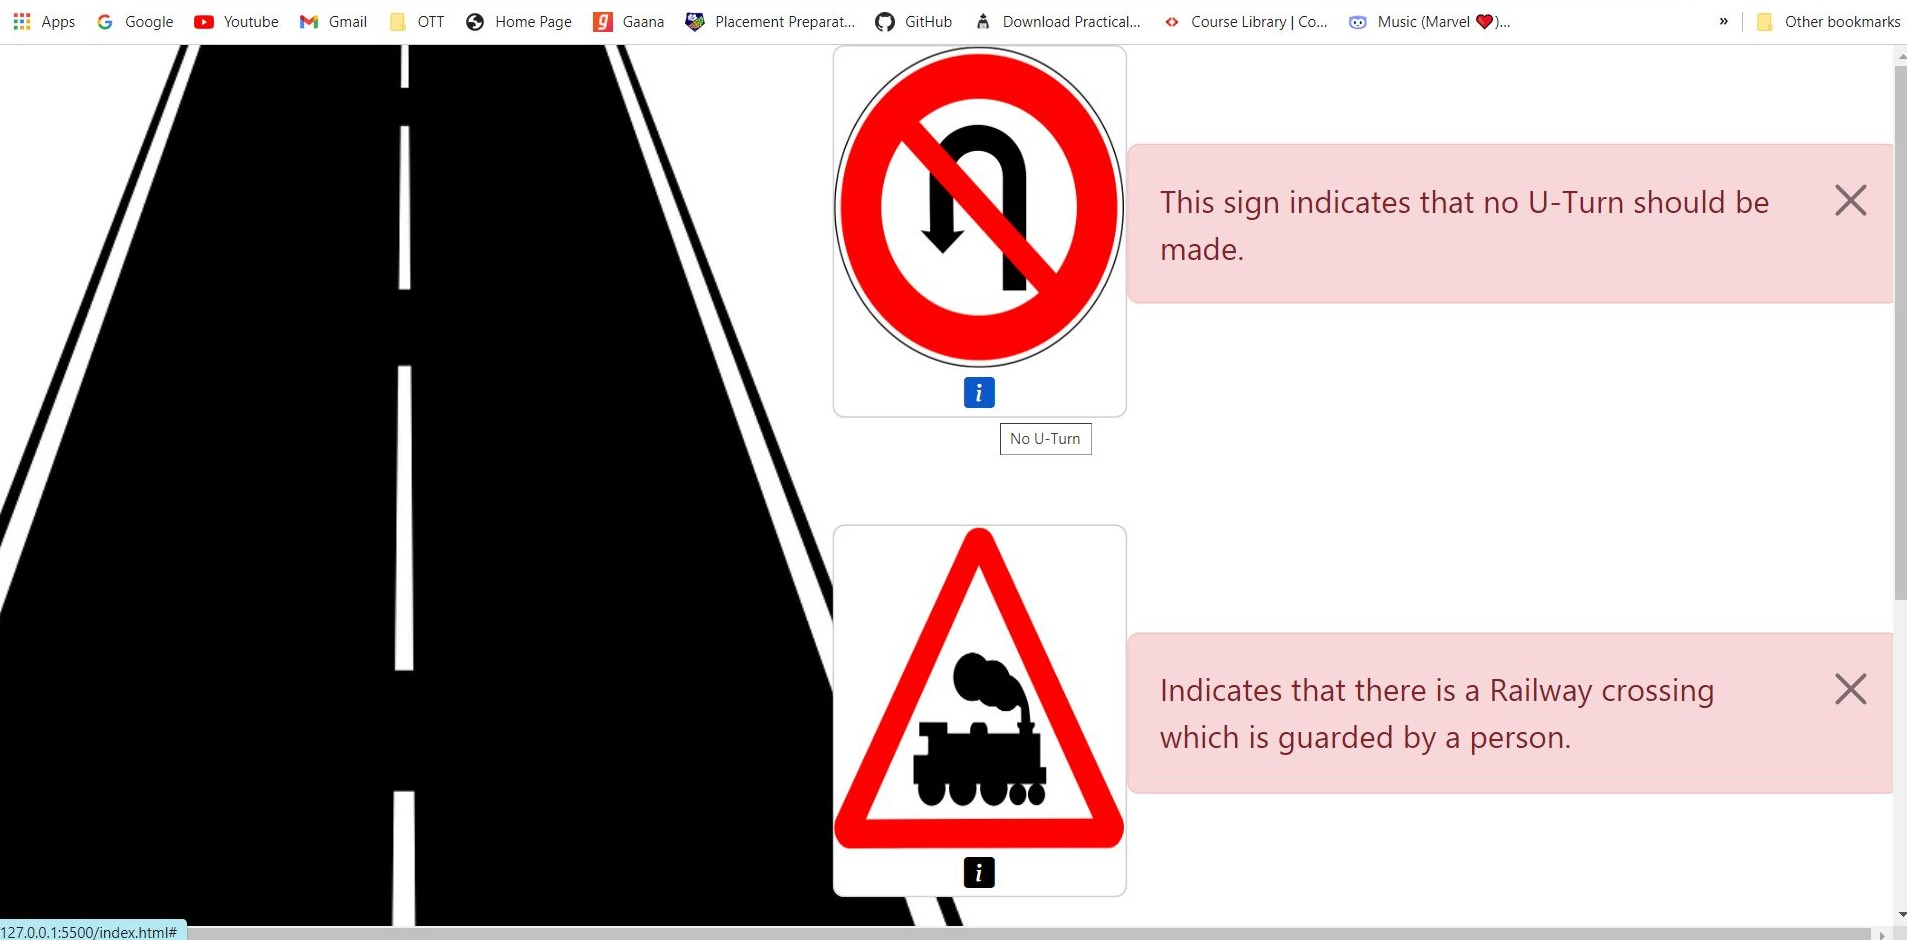 Apps Google Youtube Gmail OTT Home Page Gaana Placement Preparat... GitHub Download Practical... Course Library | Co... Music (Marvel ❤️)... » Other bookmarks
This sign indicates that no U-Turn should be
made.
i
No U-Turn
Indicates that there is a Railway crossing
which is guarded by a person.
i
127.0.0.1:5500/index.html#